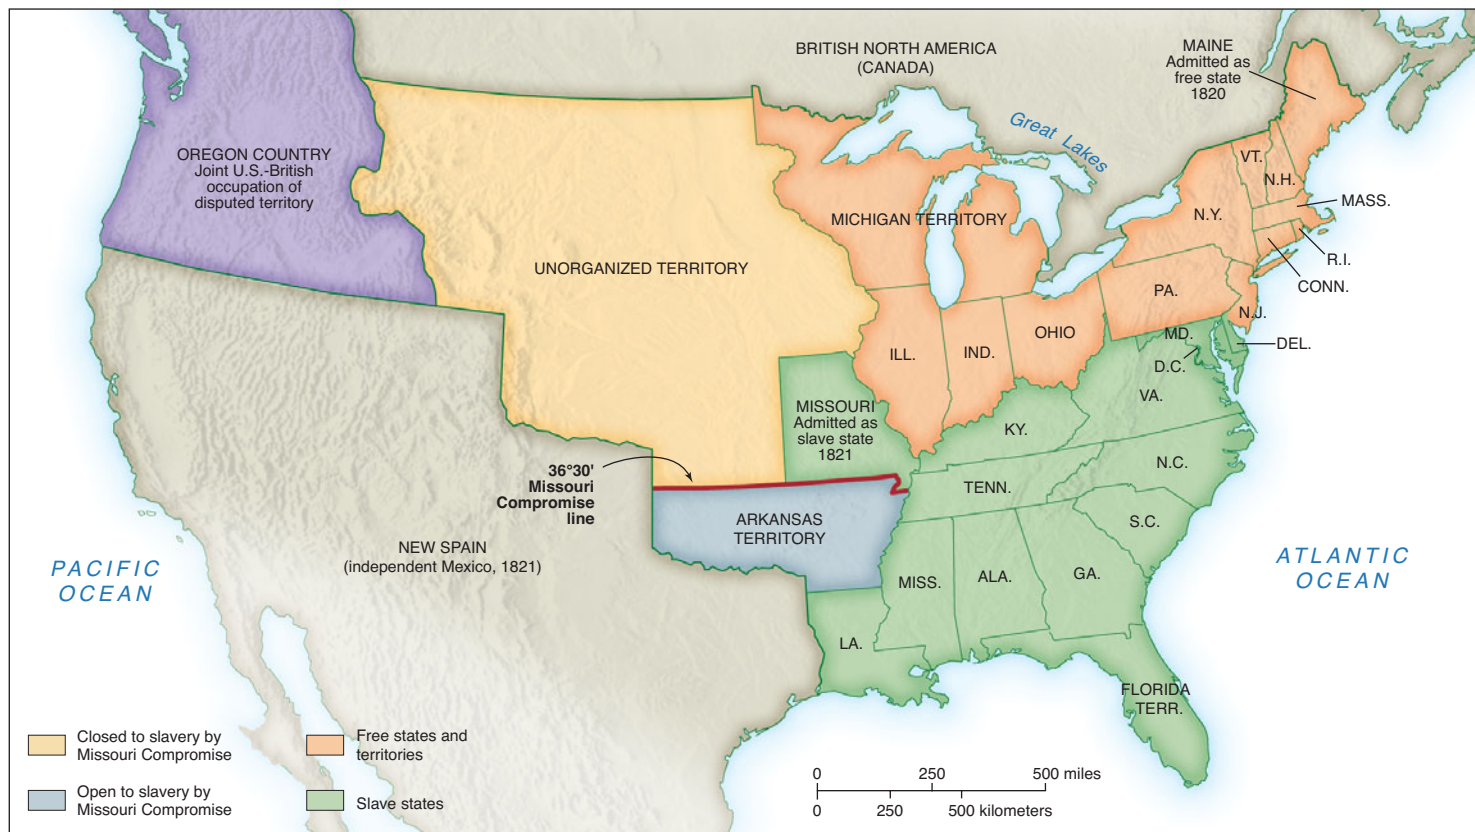 BRITISH NORTH AMERICA
(CANADA)
MAINE
Admitted as
free state
1820
Great Lakes
OREGON COUNTRY
Joint U.S.-British
occupation of
disputed territory
VT.
N.H.
MASS.
N.Y.
MICHIGAN TERRITORY
R.I.
CONN.
UNORGANIZED TERRITORY
PA.
N.J.
OHIO
DEL.
MD.
D.C.
ILL.
IND.
VA.
MISSOURI
Admitted as
slave state
1821
KY.
N.C.
36°30'
Missouri
Compromise
line
TENN.
S.C.
ARKANSAS
TERRITORY
NEW SPAIN
(independent Mexico, 1821)
PACIFIC
OCEAN
ATLANTIC
OCEAN
MISS.
ALA.
GA.
LA.
FLORIDA
TERR.
Closed to slavery by
Missouri Compromise
Free states and
territories
Open to slavery by
Missouri Compromise
Slave states
0 250 500 miles
0 250 500 kilometers